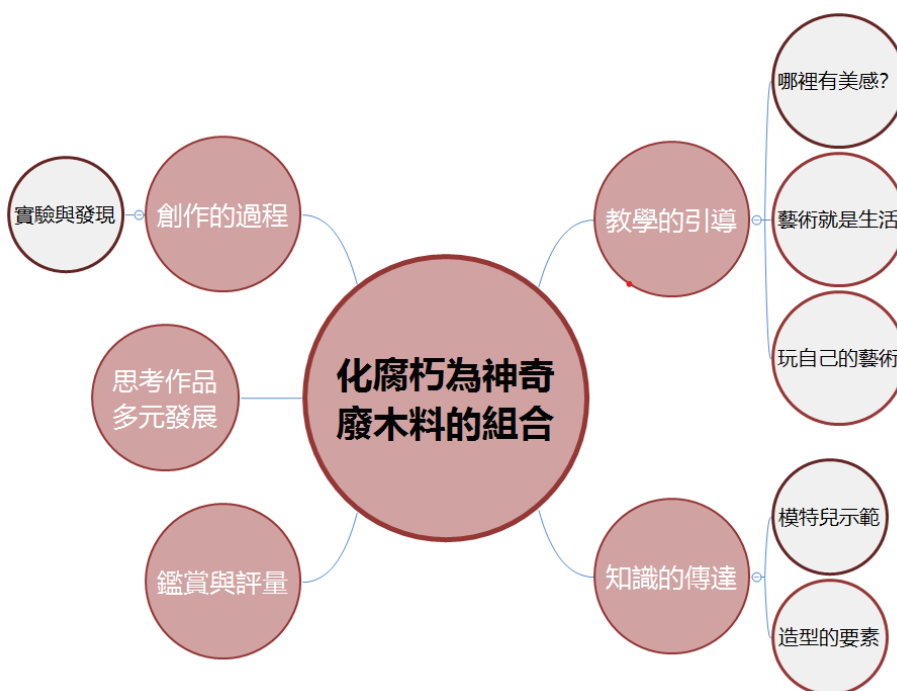 化腐朽為神奇
廢木料的組合
教學的引導
哪裡有美感?
藝術就是生活
玩自己的藝術
知識的傳達
模特兒示範
造型的要素
創作的過程
實驗與發現
思考作品
多元發展
鑑賞與評量